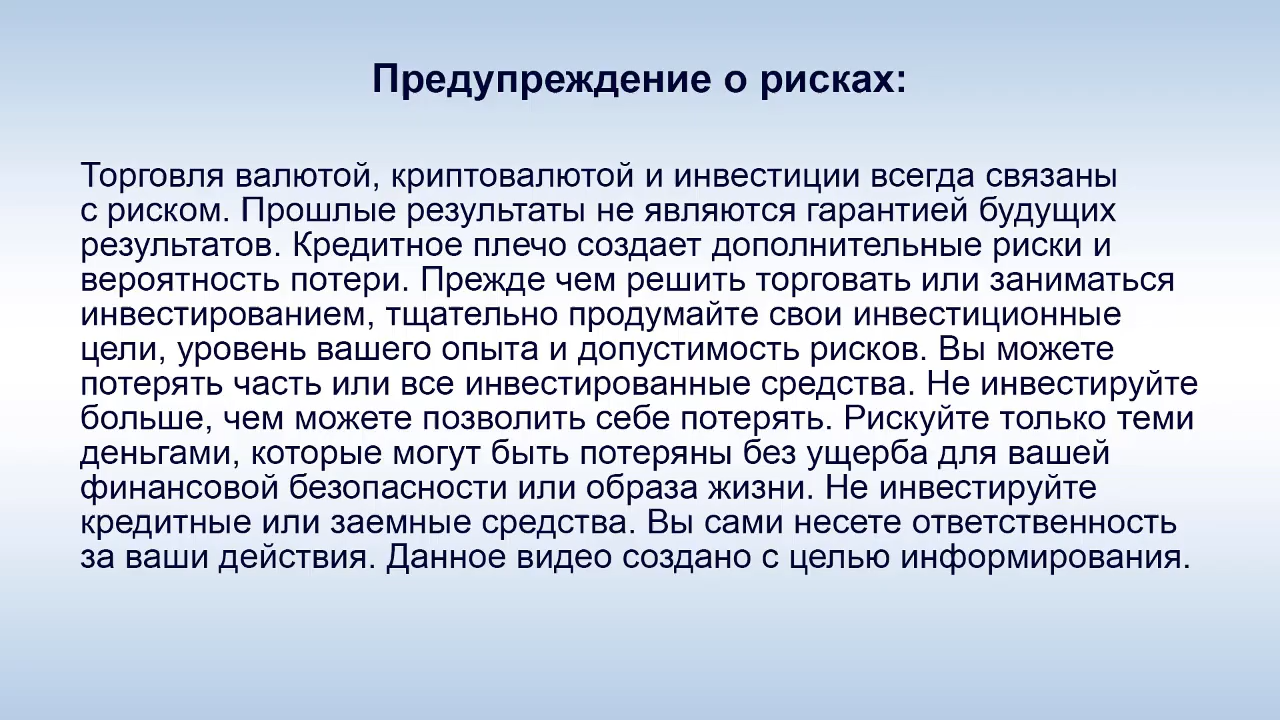 Предупреждение о рисках:
Торговля валютой, криптовалютой и инвестиции всегда связаны
с риском. Прошлые результаты не являются гарантией будущих
результатов. Кредитное плечо создает дополнительные риски и
вероятность потери. Прежде чем решить торговать или заниматься
инвестированием, тщательно продумайте свои инвестиционные
цели, уровень вашего опыта и допустимость рисков. Вы можете
потерять часть или все инвестированные средства. Не инвестируйте
больше, чем можете позволить себе потерять. Рискуйте только теми
деньгами, которые могут быть потеряны без ущерба для вашей
финансовой безопасности или образа жизни. Не инвестируйте
кредитные или заемные средства. Вы сами несете ответственность
за ваши действия. Данное видео создано с целью информирования.